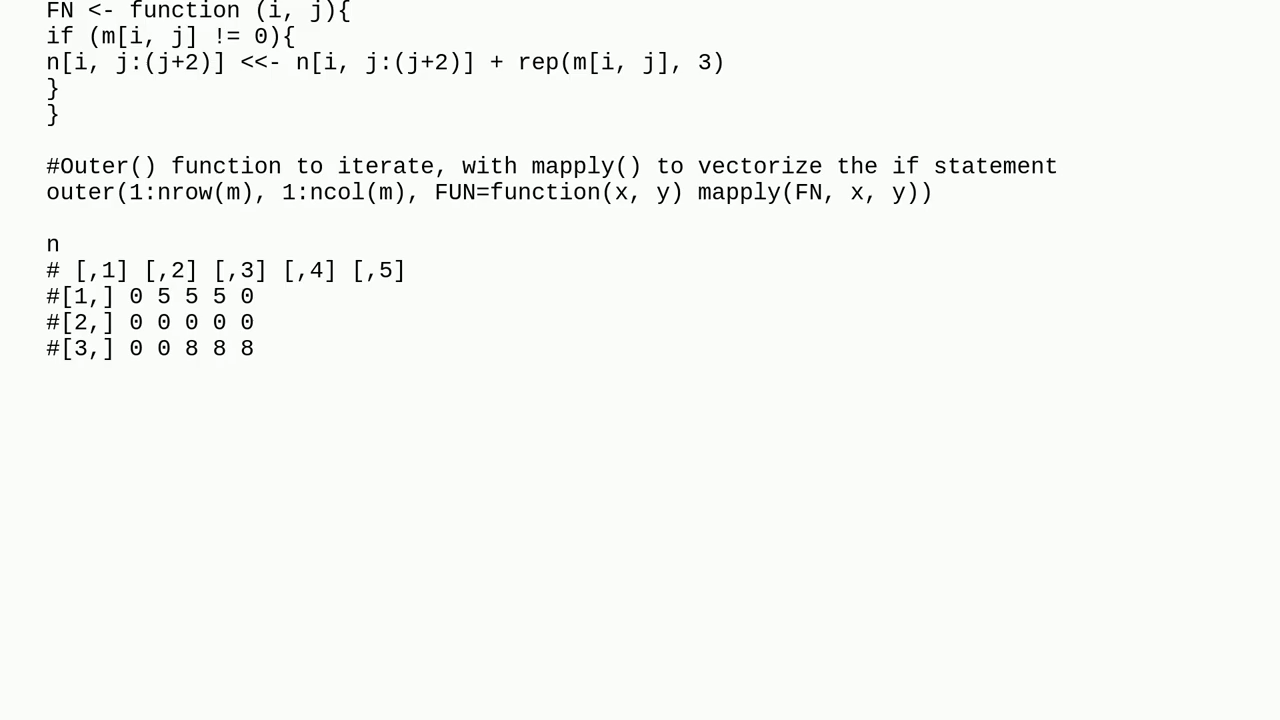 FN <- function (i, j){
if (m[i, j] != 0){
n[i, j:(j+2)] <<- n[i, j:(j+2)] + rep(m[i, j], 3)
}
}
#Outer() function to iterate, with mapply() to vectorize the if statement
outer(1:nrow(m), 1:ncol(m), FUN=function(x, y) mapply(FN, x, y))
n
# [,1] [,2] [,3] [,4] [,5]
#[1,] 0 5 5 5 0
#[2,] 0 0 0 0 0
#[3,] 0 0 8 8 8